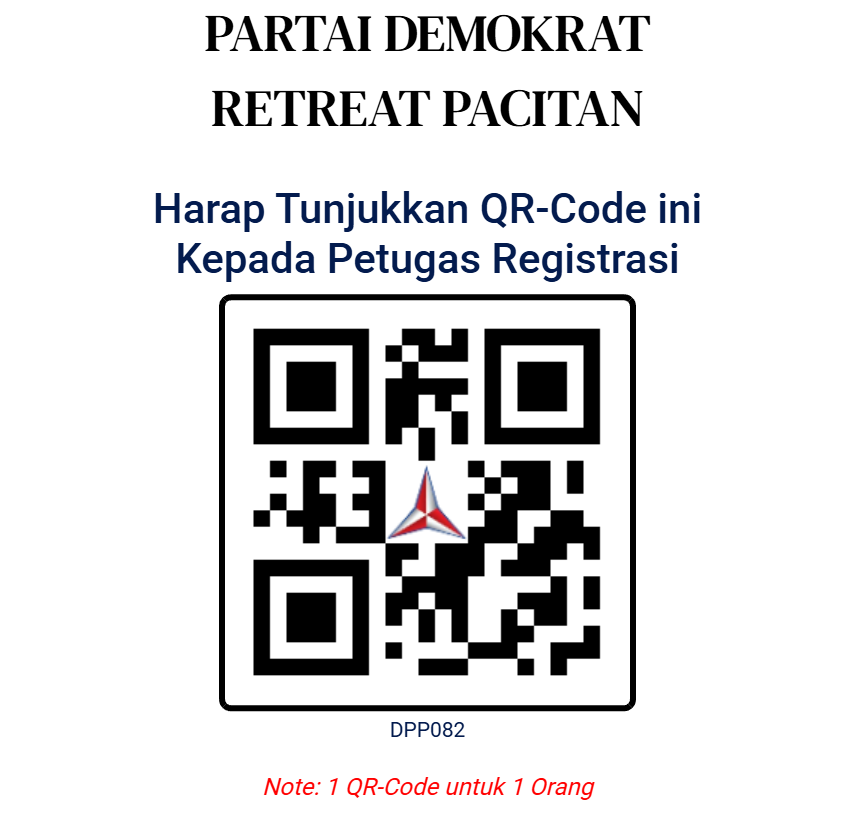 PARTAI DEMOKRAT
RETREAT PACITAN
Harap Tunjukkan QR-Code ini
Kepada Petugas Registrasi
DPP082
Note: 1 QR-Code untuk 1 Orang